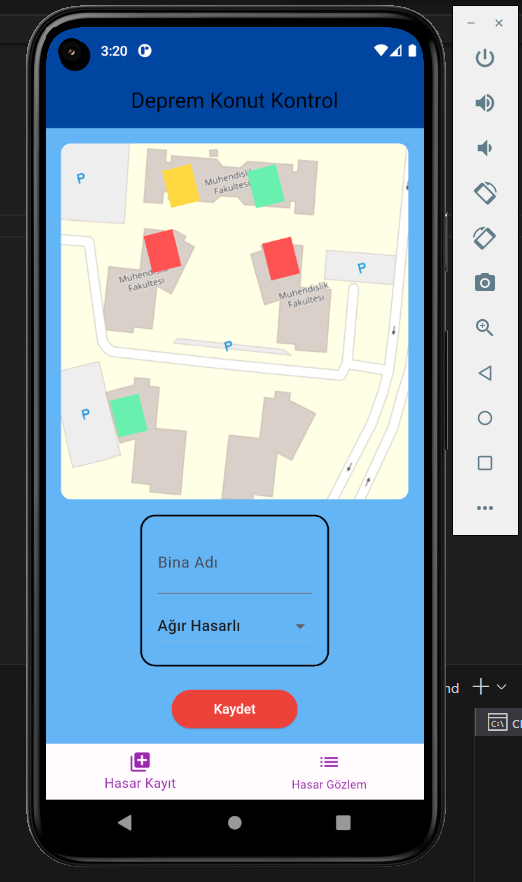 3:20
Deprem Konut Kontrol
P
Muhendislik
Fakultesi
Muhendislik
Fakultesi
P
Muhendislik
Fakultesi
P
P
Bina Adı
Ağır Hasarlı
Kaydet
Hasar Kayıt
Hasar Gözlem
nd
C:\